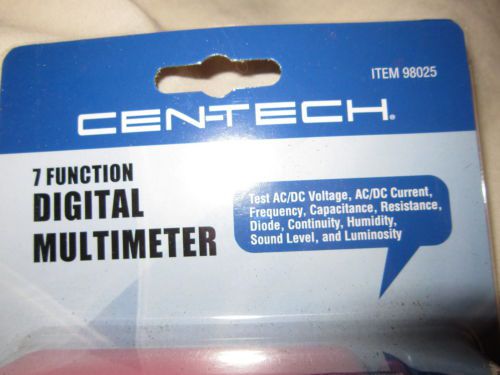 ITEM 98025
CEN-TECH®
7 FUNCTION
DIGITAL
MULTIMETER
Test AC/DC Voltage, AC/DC Current,
Frequency, Capacitance, Resistance,
Diode, Continuity, Humidity,
Sound Level, and Luminosity